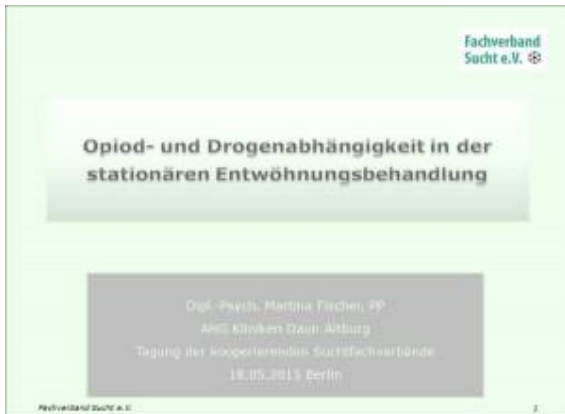 Fachverband
Sucht e.V.
Opiod- und Drogenabhängigkeit in der
stationären Entwöhnungsbehandlung
Dipl.-Psych. Martina Fischer, PP
AHG Kliniken Daun Altburg
Tagung der kooperierenden Suchtfachverbände
18.05.2015 Berlin
Fachverband Sucht e.V.